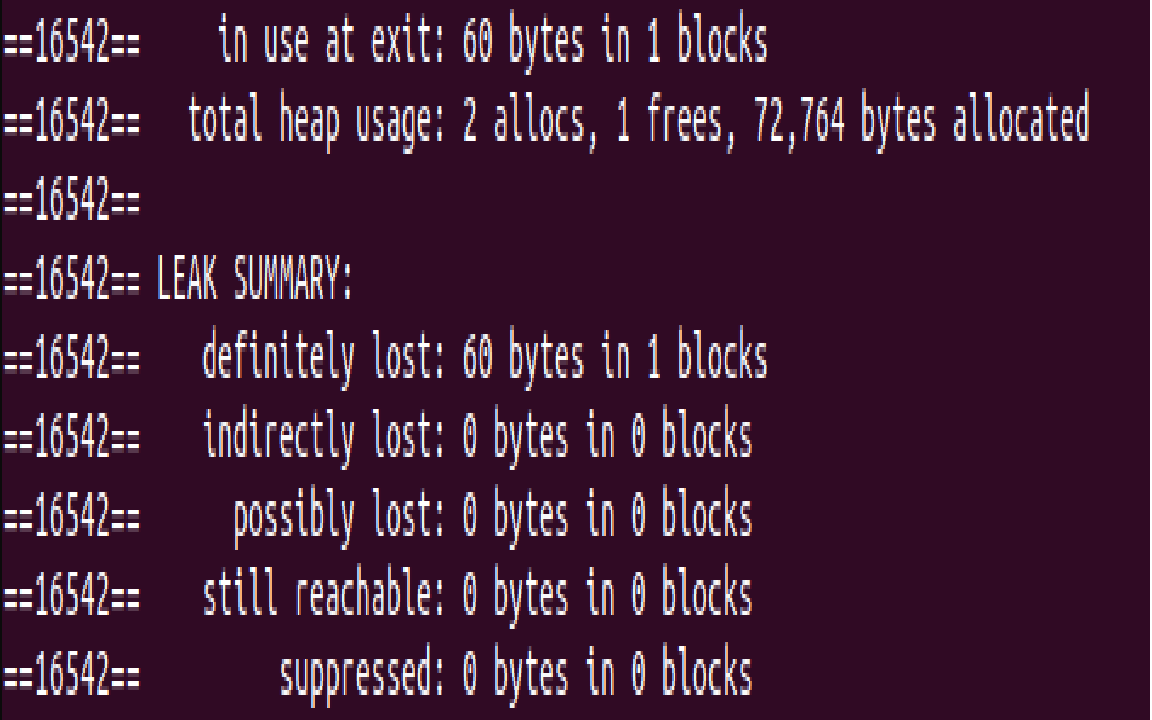 ==16542==     in use at exit: 60 bytes in 1 blocks
==16542==   total heap usage: 2 allocs, 1 frees, 72,764 bytes allocated
==16542==
==16542== LEAK SUMMARY:
==16542==    definitely lost: 60 bytes in 1 blocks
==16542==    indirectly lost: 0 bytes in 0 blocks
==16542==      possibly lost: 0 bytes in 0 blocks
==16542==    still reachable: 0 bytes in 0 blocks
==16542==         suppressed: 0 bytes in 0 blocks